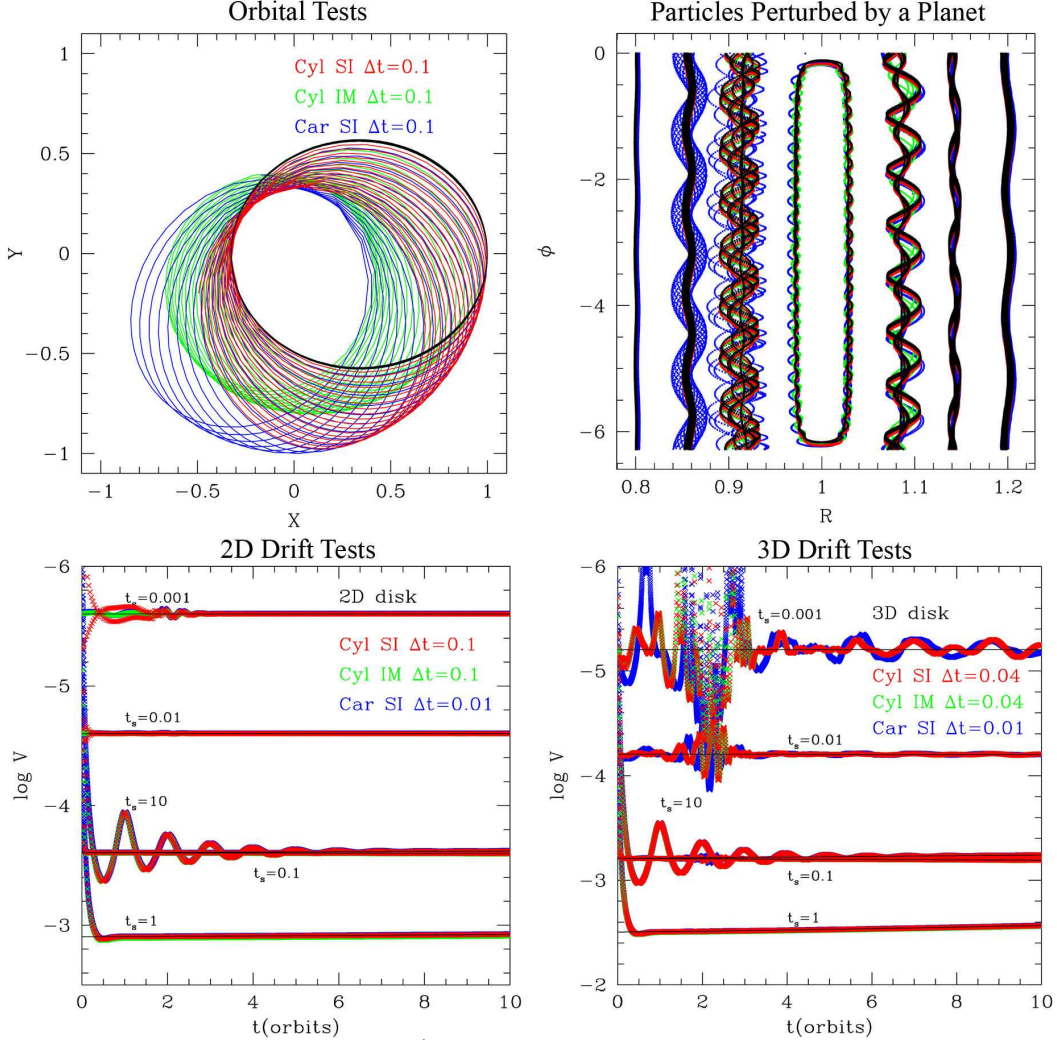 Orbital Tests
Particles Perturbed by a Planet
1
0.5
0
−0.5
−1
Y
Cyl SI Δt=0.1
Cyl IM Δt=0.1
Car SI Δt=0.1
−1
−0.5
0
0.5
1
X
0
−2
−4
−6
ϕ
0.8
0.9
1
1.1
1.2
R
2D Drift Tests
3D Drift Tests
−6
−5
−4
−3
log V
t_s=0.001
2D disk
Cyl SI Δt=0.1
Cyl IM Δt=0.1
Car SI Δt=0.01
t_s=0.01
t_s=10
t_s=0.1
t_s=1
0
2
4
6
8
10
t(orbits)
−6
−5
−4
−3
−2
log V
t_s=0.001
3D disk
Cyl SI Δt=0.04
Cyl IM Δt=0.04
Car SI Δt=0.01
t_s=0.01
t_s=10
t_s=0.1
t_s=1
0
2
4
6
8
10
t(orbits)